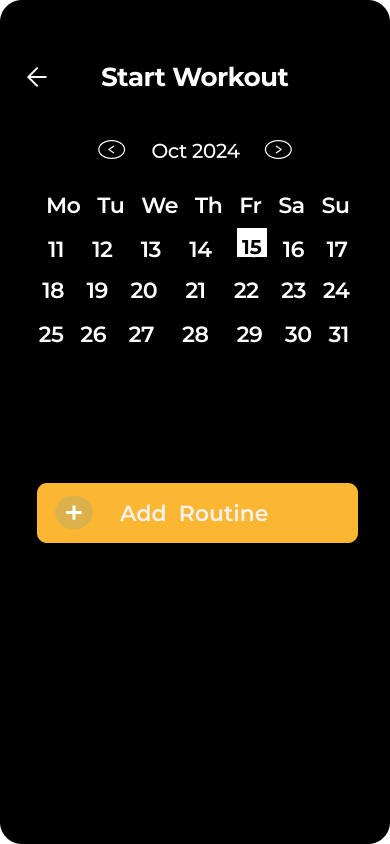 Start Workout
< Oct 2024 >
Mo Tu We Th Fr Sa Su
11 12 13 14 15 16 17
18 19 20 21 22 23 24
25 26 27 28 29 30 31
+ Add Routine